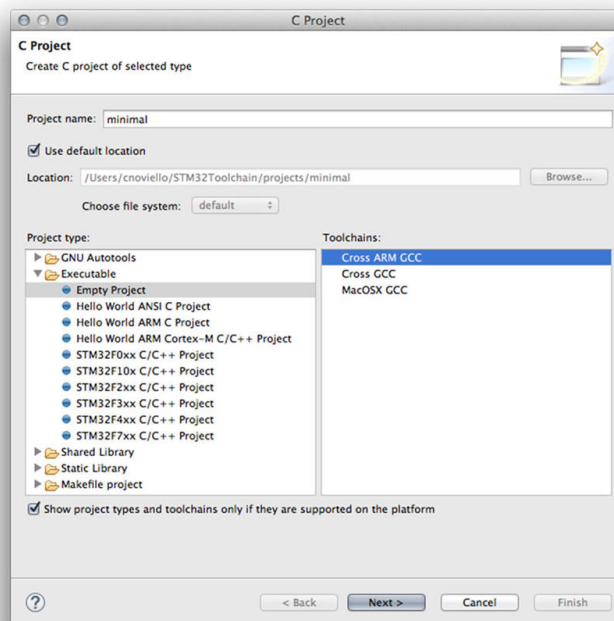 C Project
C Project
Create C project of selected type
Project name: minimal
Use default location
Location: /Users/cnoviello/STM32Toolchain/projects/minimal Browse...
Choose file system: default
Project type:
GNU Autotools
Executable
Empty Project
Hello World ANSI C Project
Hello World ARM C Project
Hello World ARM Cortex-M C/C++ Project
STM32F0xx C/C++ Project
STM32F10x C/C++ Project
STM32F2xx C/C++ Project
STM32F3xx C/C++ Project
STM32F4xx C/C++ Project
STM32F7xx C/C++ Project
Shared Library
Static Library
Makefile project
Toolchains:
Cross ARM GCC
Cross GCC
MacOSX GCC
Show project types and toolchains only if they are supported on the platform
? < Back Next > Cancel Finish